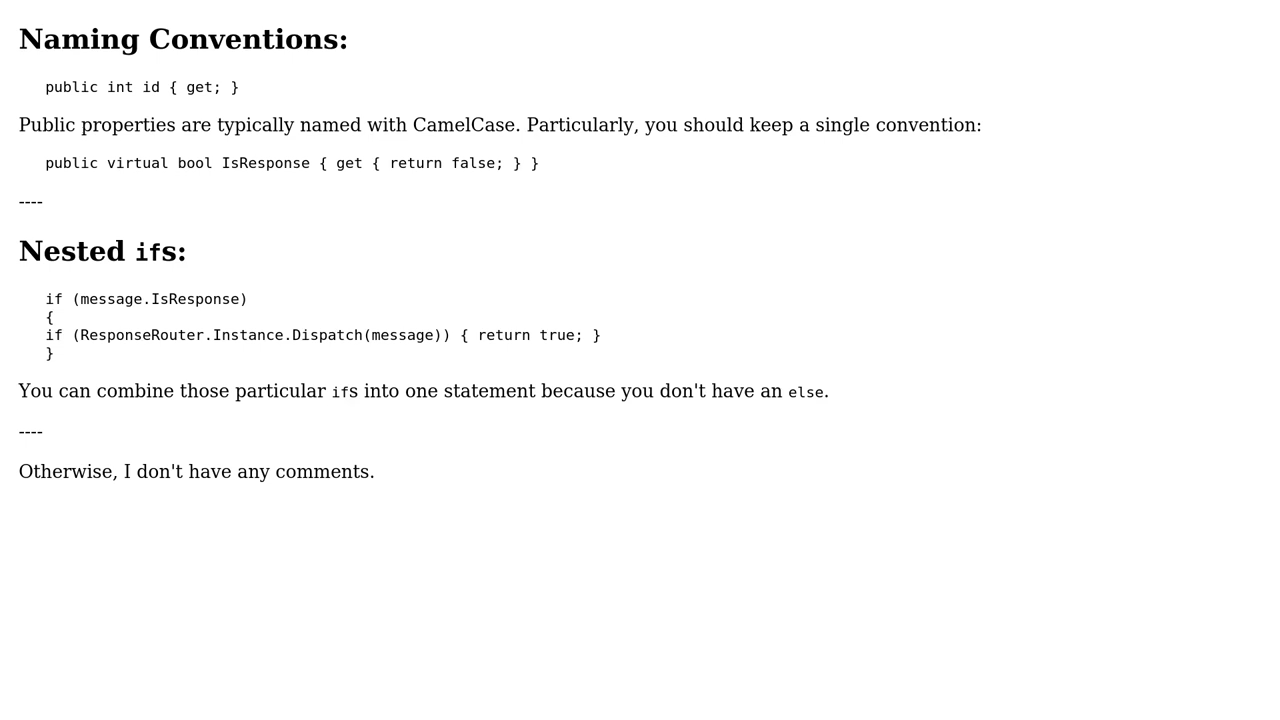 Naming Conventions:
public int id { get; }
Public properties are typically named with CamelCase. Particularly, you should keep a single convention:
public virtual bool IsResponse { get { return false; } }
----
Nested ifs:
if (message.IsResponse)
{
if (ResponseRouter.Instance.Dispatch(message)) { return true; }
}
You can combine those particular ifs into one statement because you don't have an else.
----
Otherwise, I don't have any comments.